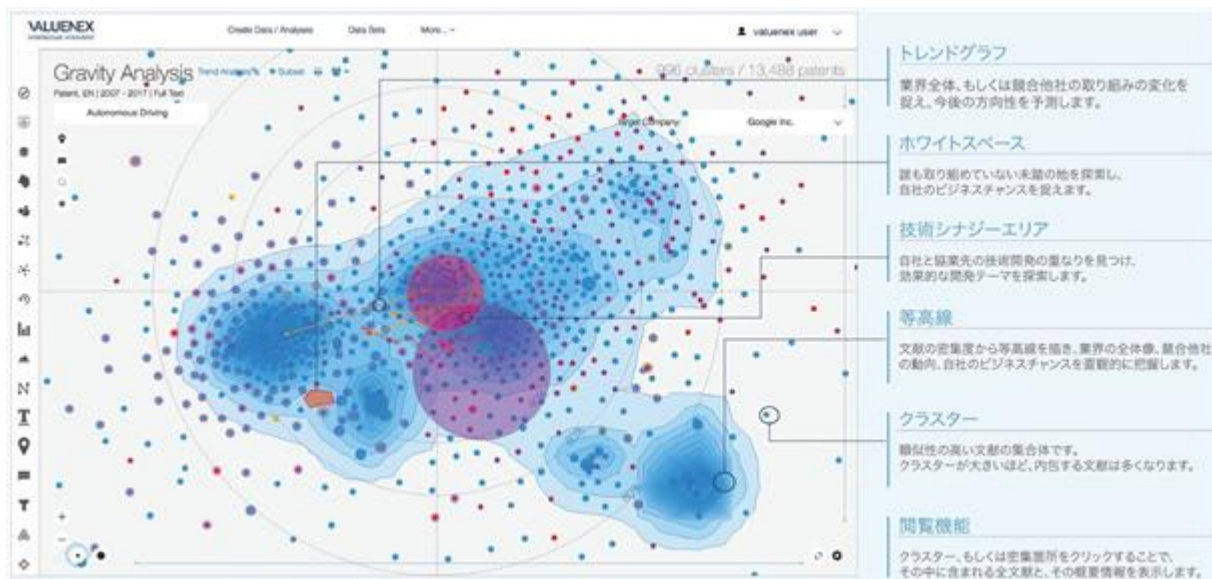 VALUENEX
Create Data / Analyses
Data Sets
More...
valuenex user
Gravity Analysis
Trend Analysis
Subset
996 clusters / 13,488 patents
Patent, EN | 2007 - 2017 | Full Text
Autonomous Driving
Target Company:
Google Inc.
トレンドグラフ
業界全体、もしくは競合他社の取り組みの変化を
捉え、今後の方向性を予測します。
ホワイトスペース
誰も取り組めていない未踏の地を探索し、
自社のビジネスチャンスを捉えます。
技術シナジーエリア
自社と協業先の技術開発の重なりを見つけ、
効果的な開発テーマを探索します。
等高線
文献の密集度から等高線を描き、業界の全体像、競合他社
の動向、自社のビジネスチャンスを直観的に把握します。
クラスター
類似性の高い文献の集合体です。
クラスターが大きいほど、内包する文献は多くなります。
閲覧機能
クラスター、もしくは密集箇所をクリックすることで、
その中に含まれる全文献と、その概要情報を表示します。